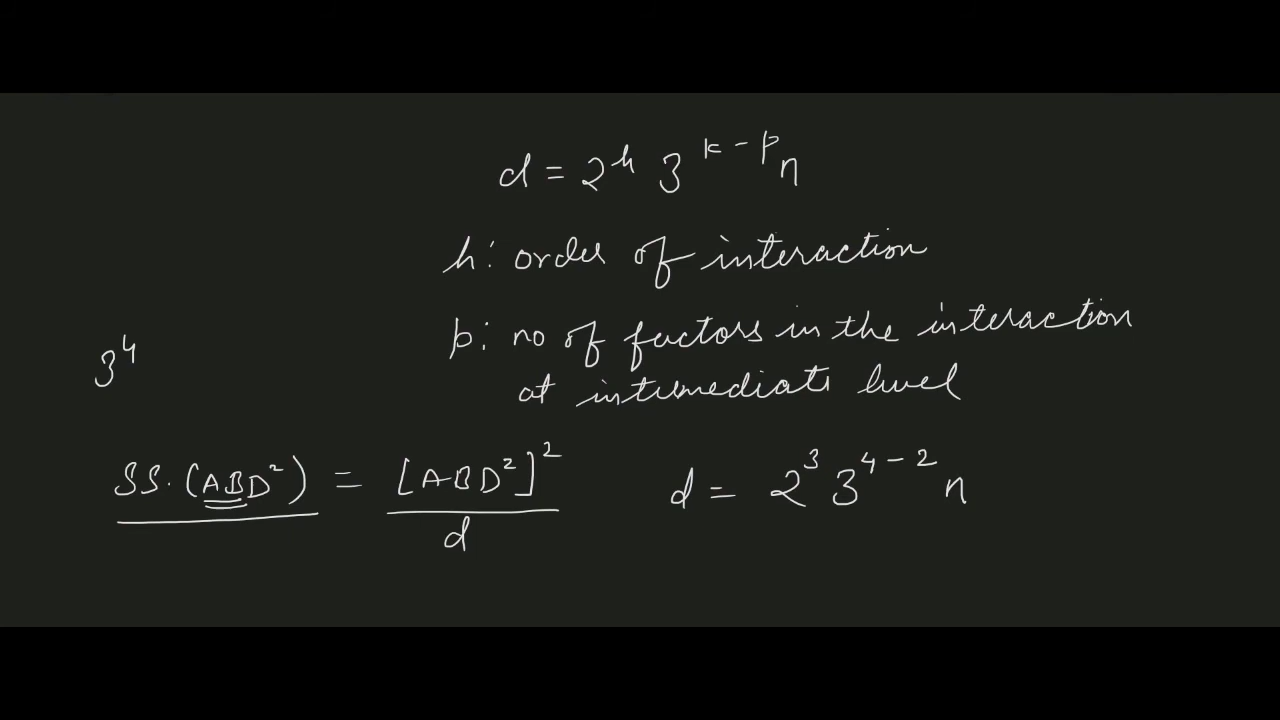 d = 2^h 3^{k-p} n
h: order of interaction
p: no of factors in the interaction
at intermediate level
3^4
SS.(ABD²) = [ABD²]² / d    d = 2³ 3^{4-2} n